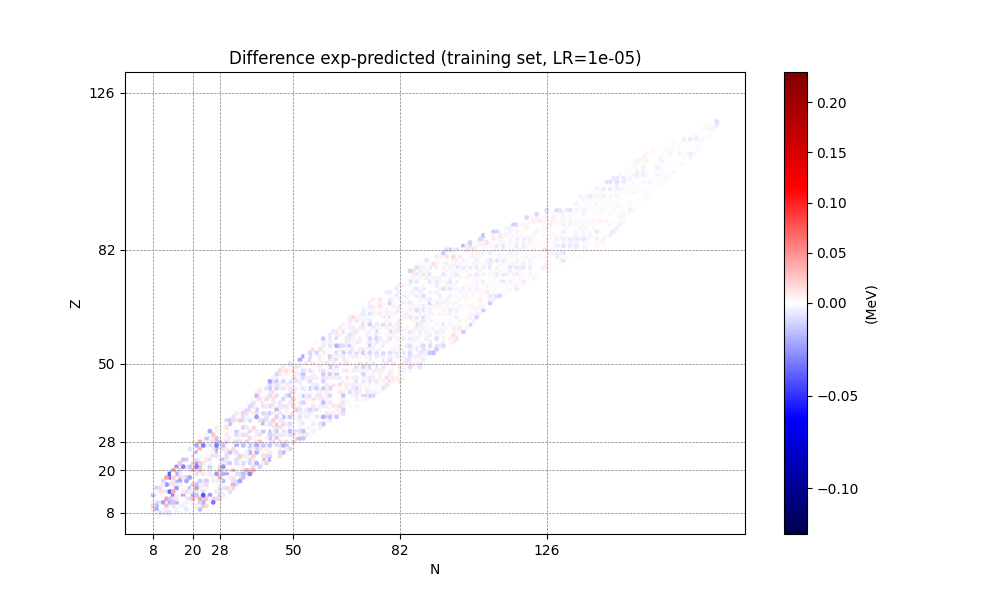 Difference exp-predicted (training set, LR=1e-05)
126
82
50
28
20
8
Z
8 20 28 50 82 126
N
0.20
0.15
0.10
0.05
0.00
−0.05
−0.10
(MeV)